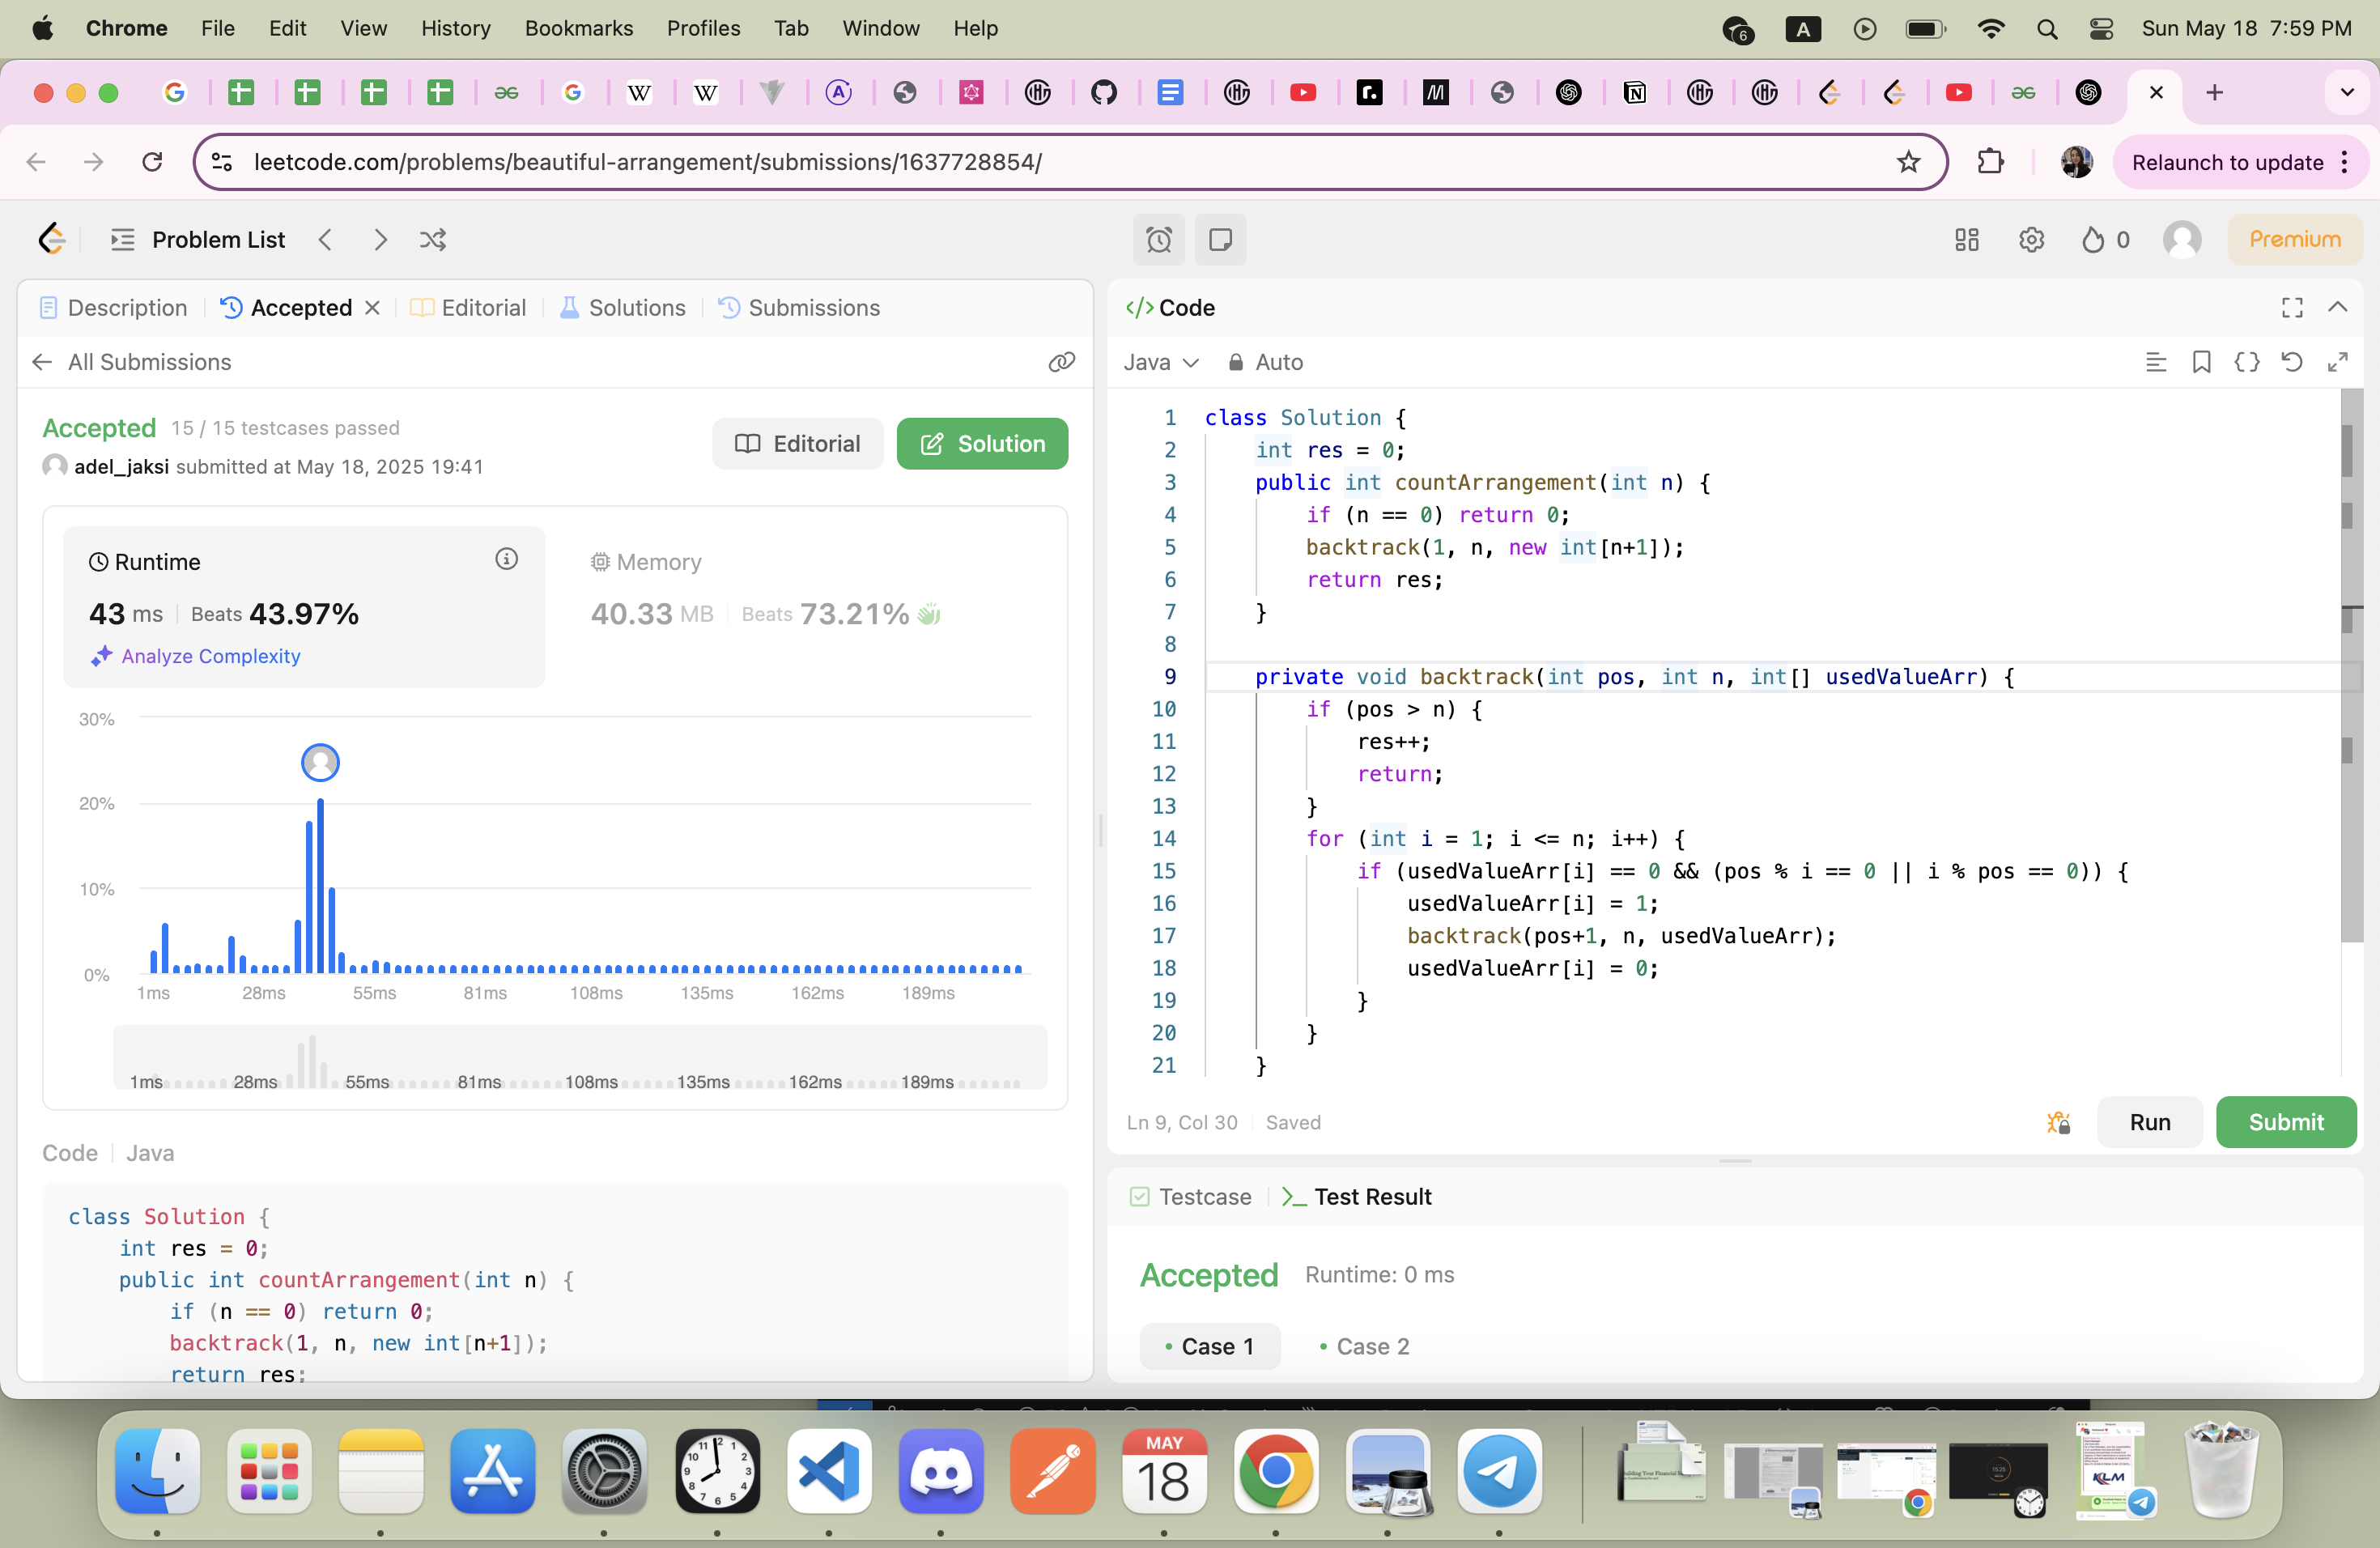 Chrome File Edit View History Bookmarks Profiles Tab Window Help
6 A Sun May 18 7:59 PM
leetcode.com/problems/beautiful-arrangement/submissions/1637728854/
Relaunch to update
Problem List
0 Premium
Description Accepted Editorial Solutions Submissions
All Submissions
Accepted 15 / 15 testcases passed
adel_jaksi submitted at May 18, 2025 19:41
Editorial Solution
Runtime
43 ms Beats 43.97%
Analyze Complexity
Memory
40.33 MB Beats 73.21%
30%
20%
10%
0%
1ms 28ms 55ms 81ms 108ms 135ms 162ms 189ms
1ms 28ms 55ms 81ms 108ms 135ms 162ms 189ms
Code Java
class Solution {
int res = 0;
public int countArrangement(int n) {
if (n == 0) return 0;
backtrack(1, n, new int[n+1]);
return res;
</> Code
Java Auto
1 class Solution {
2 int res = 0;
3 public int countArrangement(int n) {
4 if (n == 0) return 0;
5 backtrack(1, n, new int[n+1]);
6 return res;
7 }
8
9 private void backtrack(int pos, int n, int[] usedValueArr) {
10 if (pos > n) {
11 res++;
12 return;
13 }
14 for (int i = 1; i <= n; i++) {
15 if (usedValueArr[i] == 0 && (pos % i == 0 || i % pos == 0)) {
16 usedValueArr[i] = 1;
17 backtrack(pos+1, n, usedValueArr);
18 usedValueArr[i] = 0;
19 }
20 }
21 }
Ln 9, Col 30 Saved
Run Submit
Testcase Test Result
Accepted Runtime: 0 ms
Case 1 Case 2
MAY
18
KLM